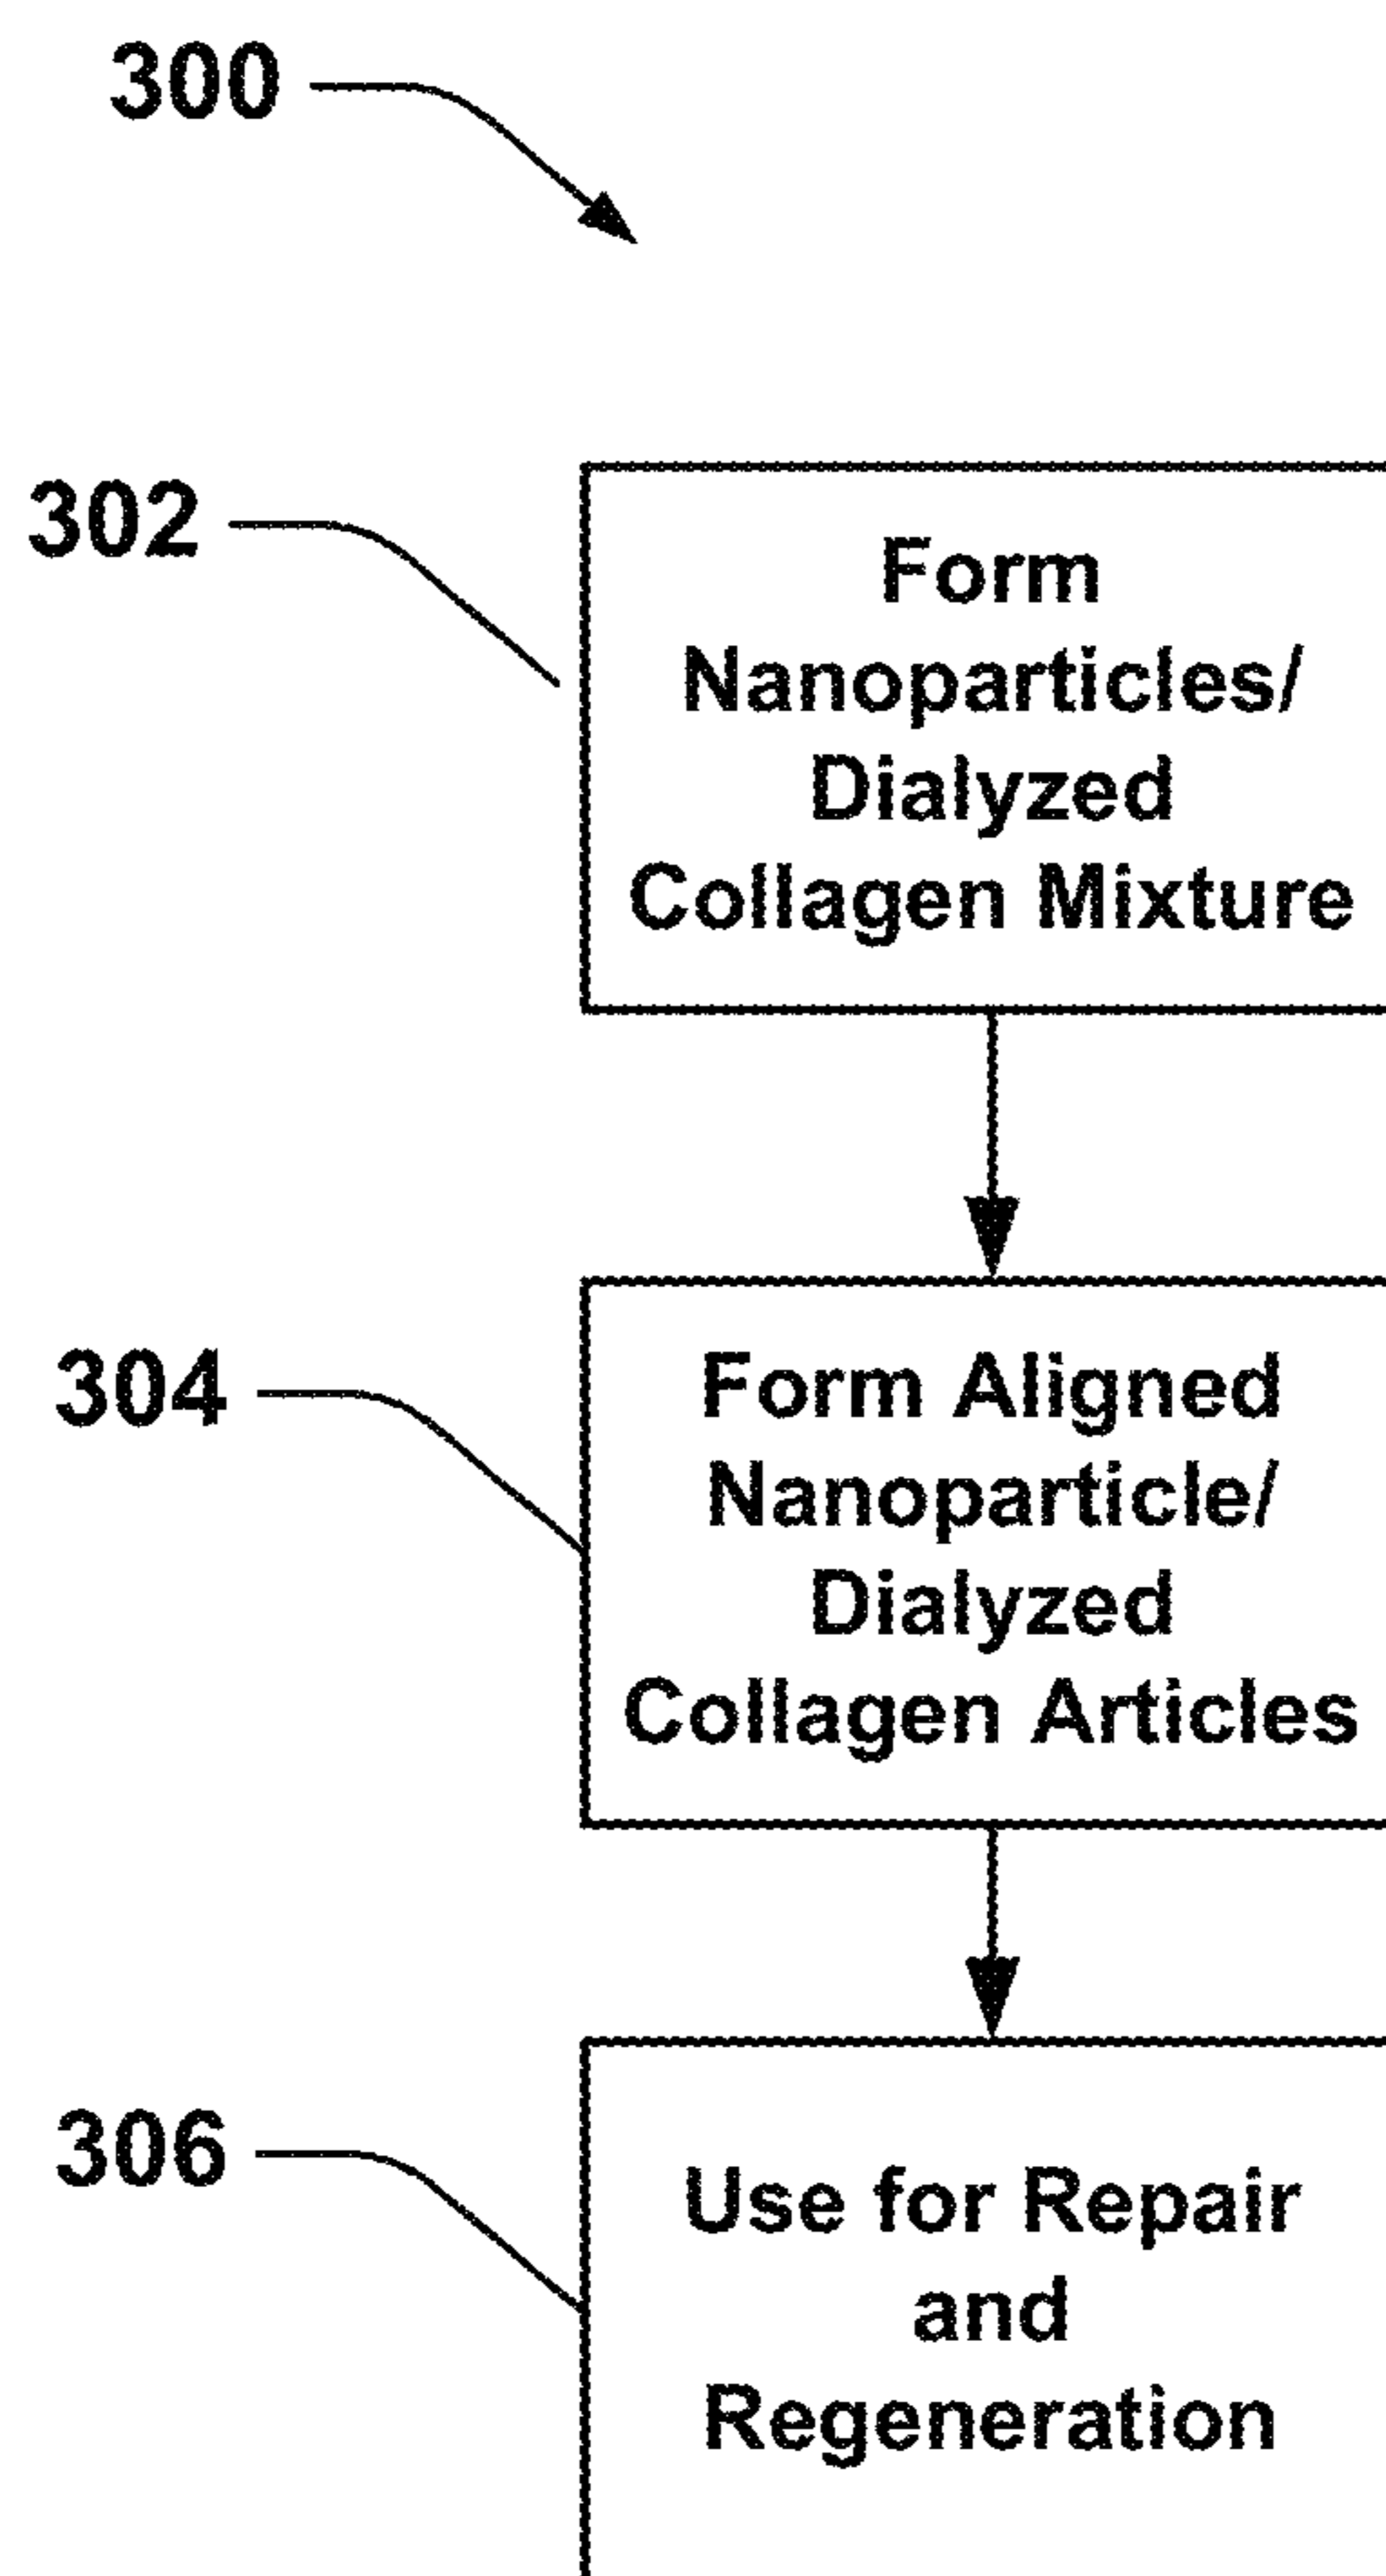 300
302
Form
Nanoparticles/
Dialyzed
Collagen Mixture
304
Form Aligned
Nanoparticle/
Dialyzed
Collagen Articles
306
Use for Repair
and
Regeneration